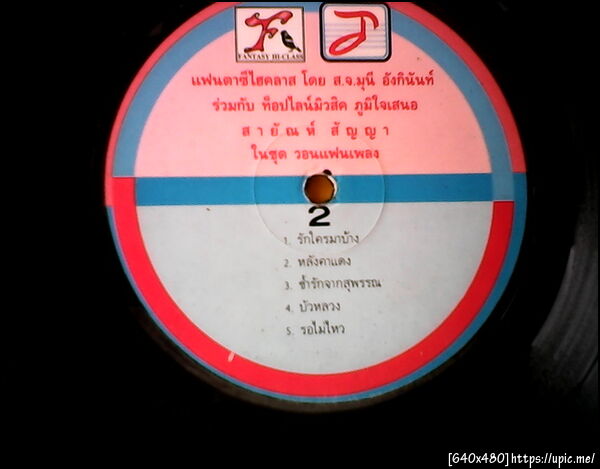 FANTASY HI-CLASS
แฟนตาซีไฮคลาส โดย ส.จ.มุนี อังกินันท์
ร่วมกับ ท็อปไลน์มิวสิค ภูมิใจเสนอ
สายัณห์ สัญญา
ในชุด วอนแฟนเพลง
2
1. รักใครมาบ้าง
2. หลังคาแดง
3. ช้ำรักจากสุพรรณ
4. บัวหลวง
5. รอไม่ไหว
[640x480]https://upic.me/